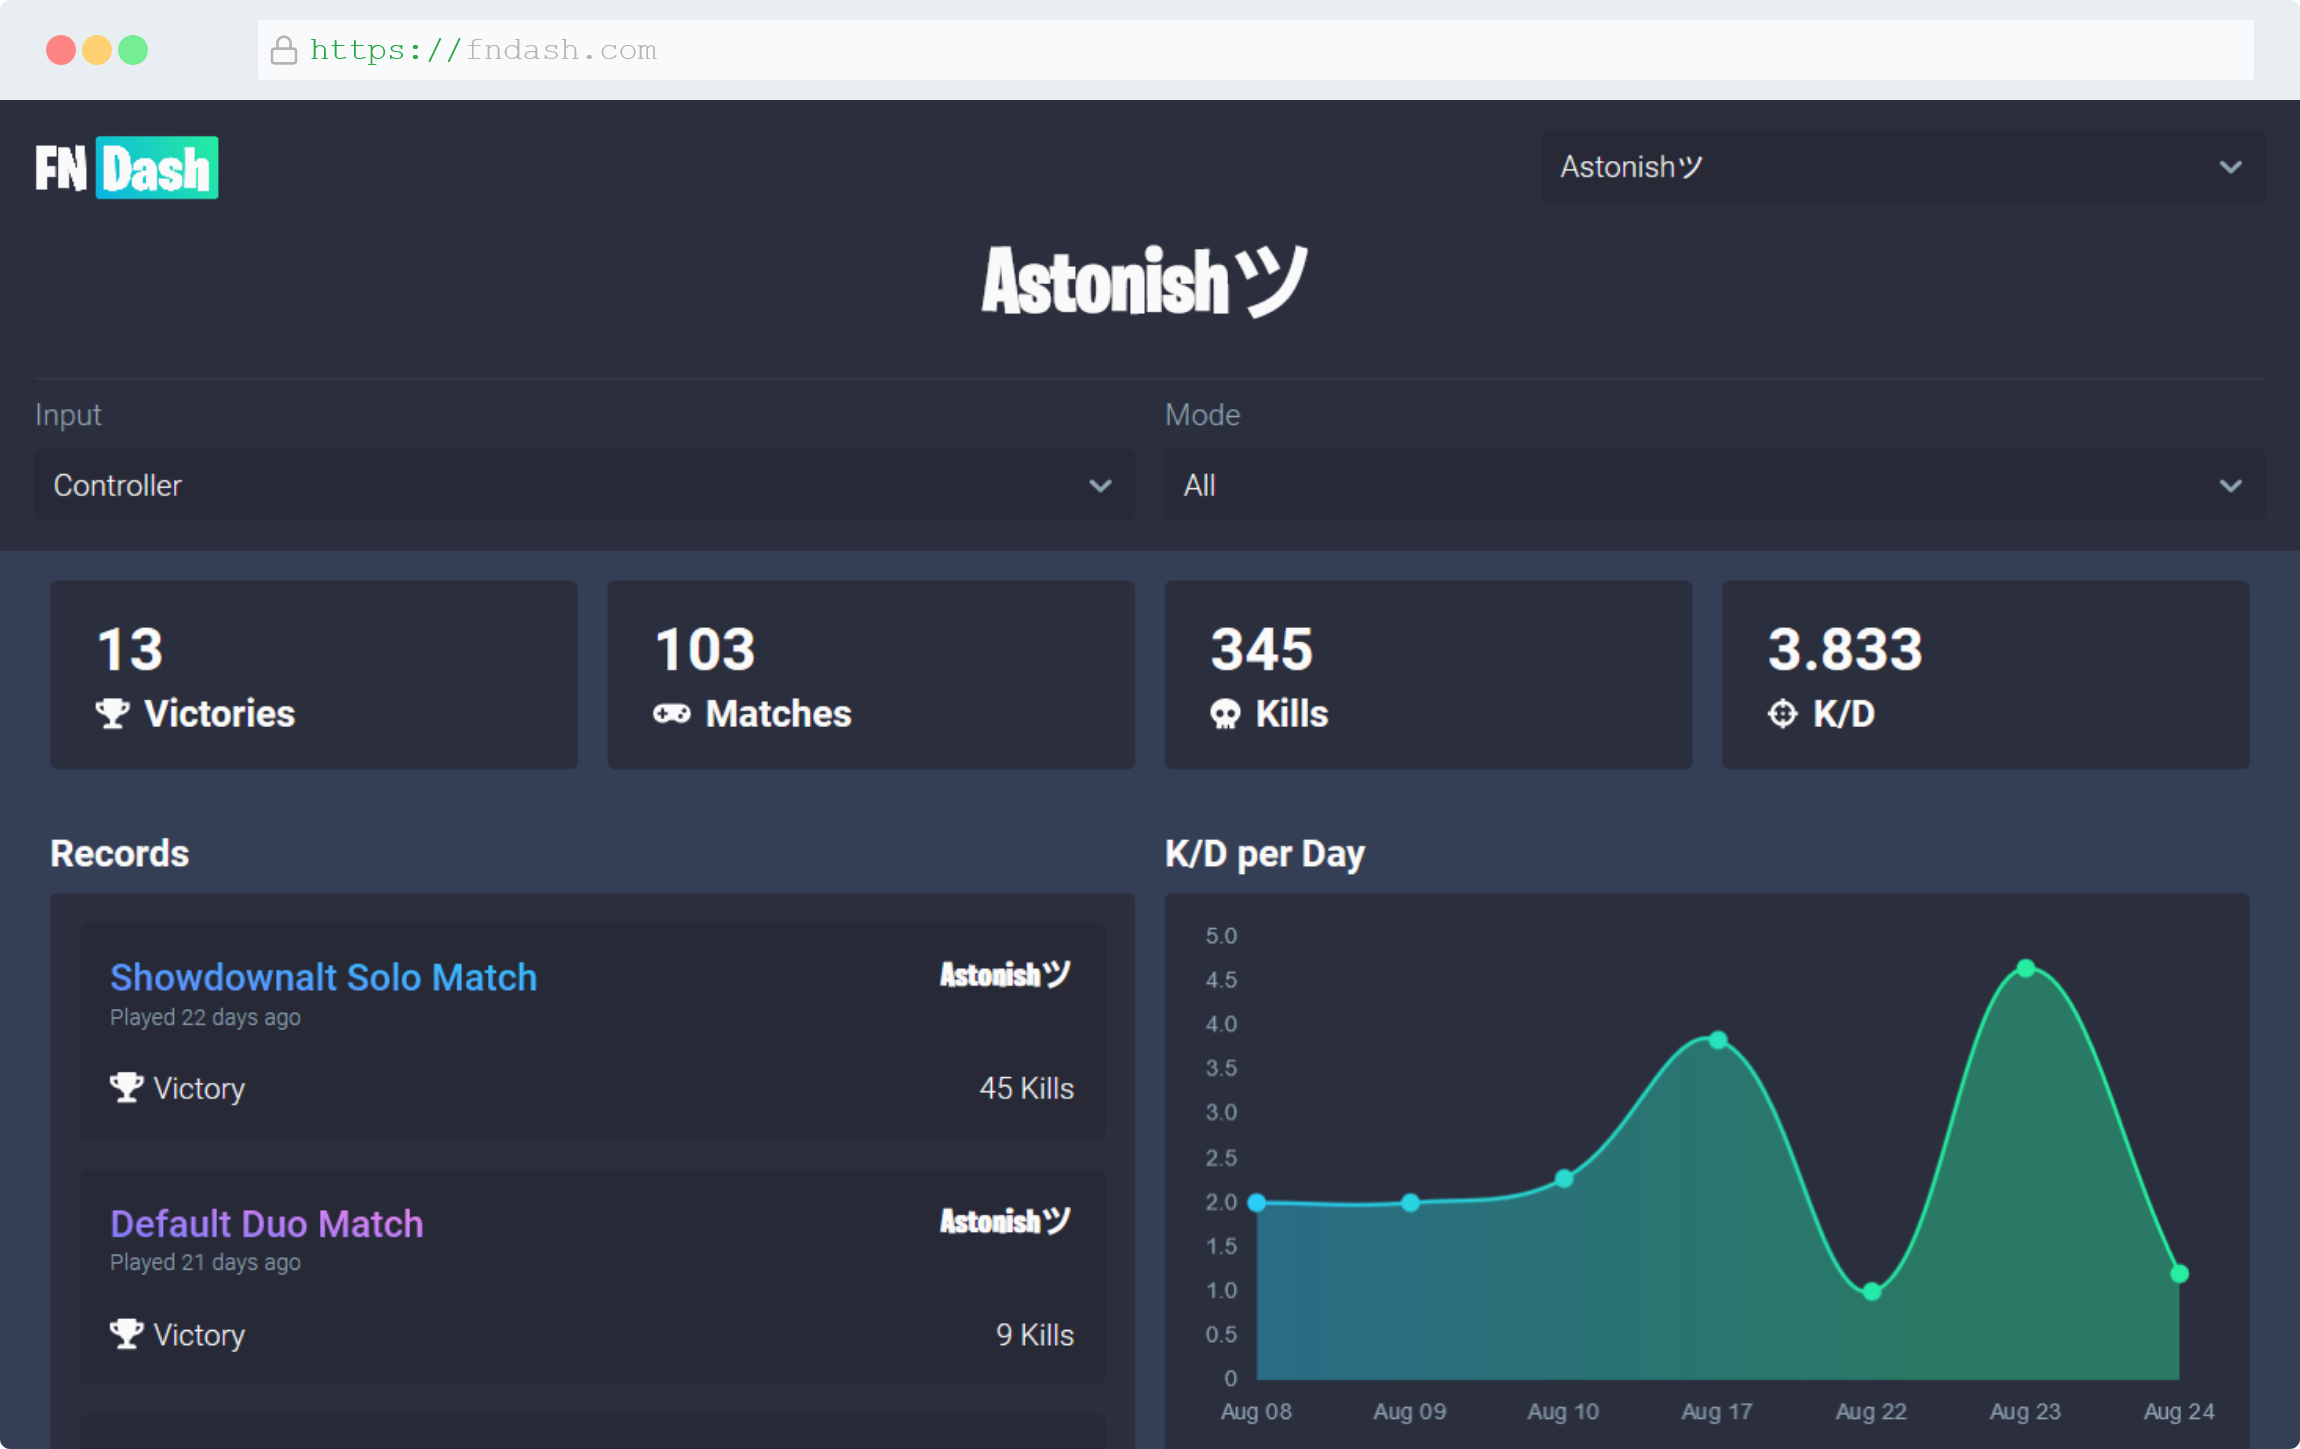 https://fndash.com
FN Dash
Astonishツ
Astonishツ
Input
Mode
Controller
All
13
Victories
103
Matches
345
Kills
3.833
K/D
Records
Showdownalt Solo Match
Astonishツ
Played 22 days ago
Victory
45 Kills
Default Duo Match
Astonishツ
Played 21 days ago
Victory
9 Kills
K/D per Day
5.0
4.5
4.0
3.5
3.0
2.5
2.0
1.5
1.0
0.5
0
Aug 08 Aug 09 Aug 10 Aug 17 Aug 22 Aug 23 Aug 24